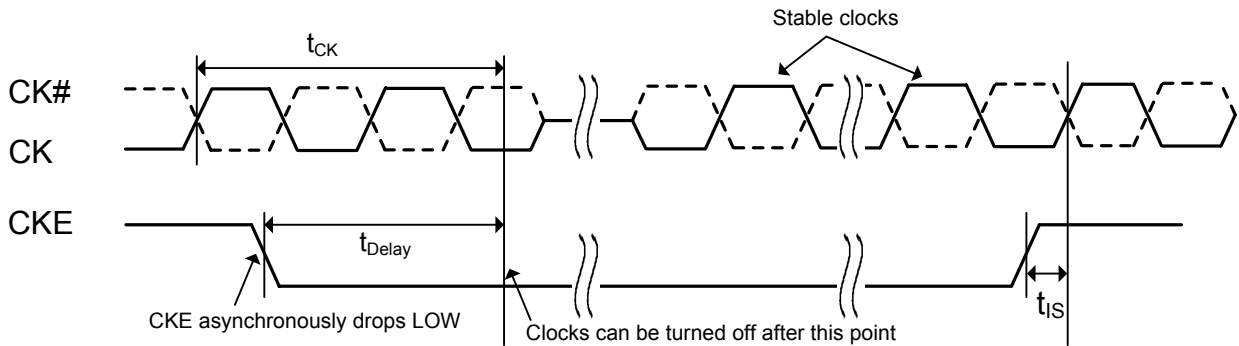 Stable clocks
tCK
CK#
CK
CKE
tDelay
tIS
CKE asynchronously drops LOW
Clocks can be turned off after this point